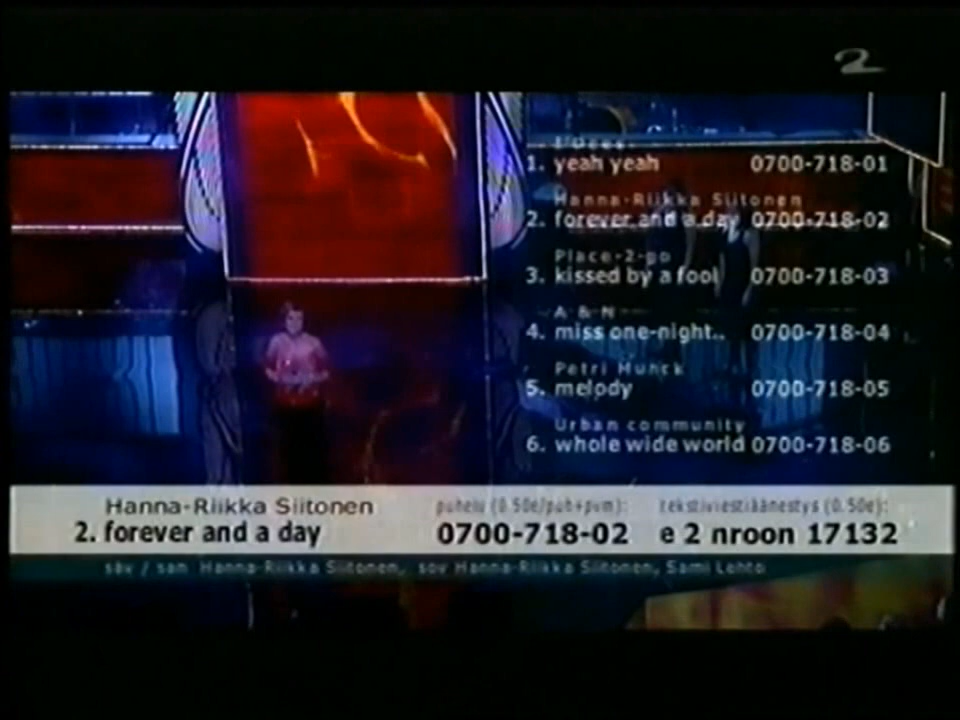 2
1. yeah yeah 0700-718-01
Hanna-Riikka Siitonen
2. forever and a day 0700-718-02
Place-2-go
3. kissed by a fool 0700-718-03
A & N
4. miss one-night.. 0700-718-04
Petri Hunck
5. melody 0700-718-05
Urban community
6. whole wide world 0700-718-06
Hanna-Riikka Siitonen puhelu (0.50e/puh+pvm): tekstiviestiäänestys (0.50e):
2. forever and a day 0700-718-02 e 2 nroon 17132
säv / san Hanna-Riikka Siitonen, sov Hanna-Riikka Siitonen, Sami Lehto